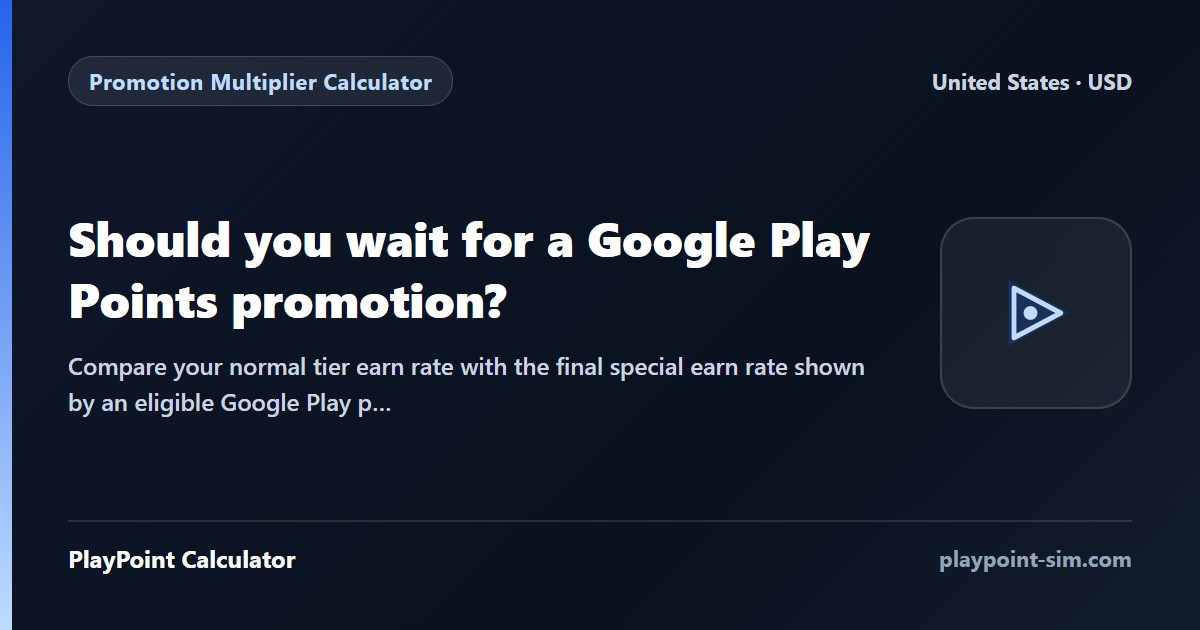 Promotion Multiplier Calculator
United States · USD
Should you wait for a Google Play
Points promotion?
Compare your normal tier earn rate with the final special earn rate shown
by an eligible Google Play p...
PlayPoint Calculator
playpoint-sim.com